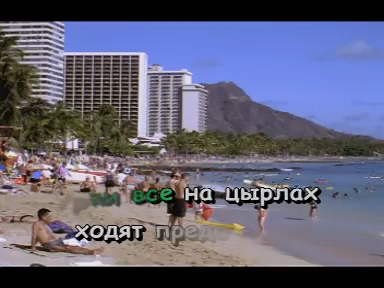 все на цырлах
ходят